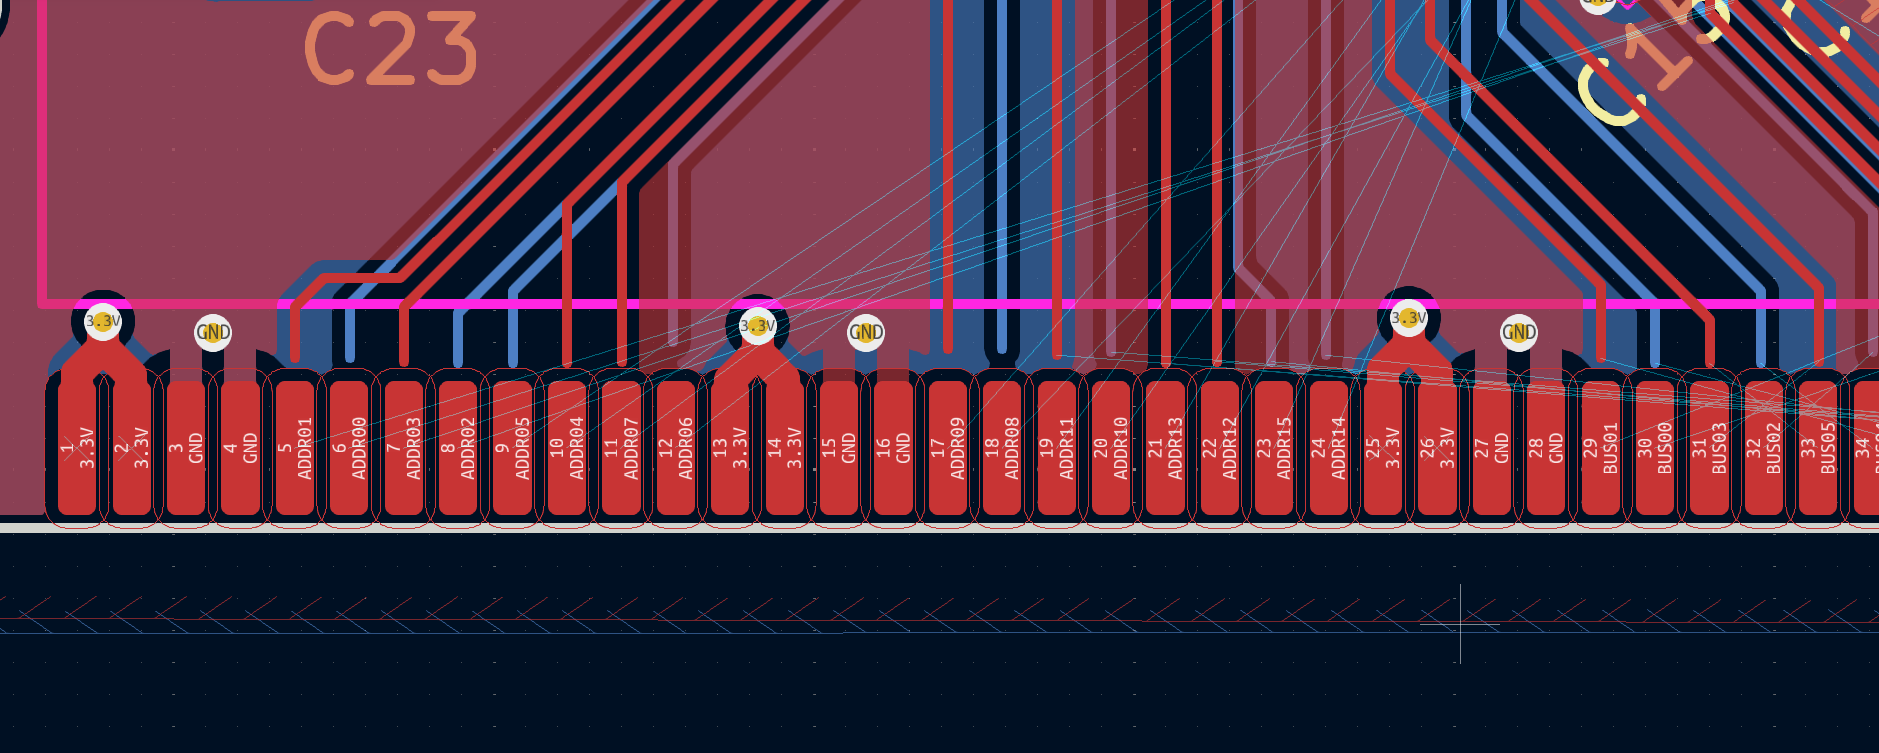 C23
C1
GND
3.3V
GND
3.3V
GND
3.3V
GND
1 3.3V
2 3.3V
3 GND
4 GND
5 ADDR01
6 ADDR00
7 ADDR03
8 ADDR02
9 ADDR05
10 ADDR04
11 ADDR07
12 ADDR06
13 3.3V
14 3.3V
15 GND
16 GND
17 ADDR09
18 ADDR08
19 ADDR11
20 ADDR10
21 ADDR13
22 ADDR12
23 ADDR15
24 ADDR14
25 3.3V
26 3.3V
27 GND
28 GND
29 BUS01
30 BUS00
31 BUS03
32 BUS02
33 BUS05
34